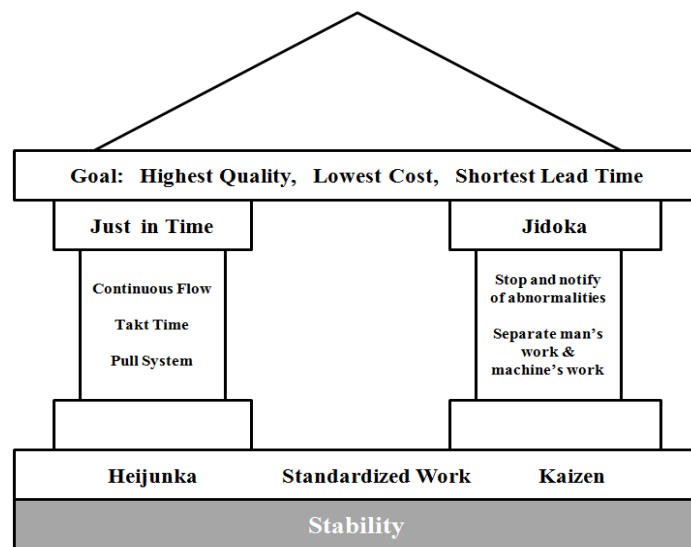 Goal: Highest Quality, Lowest Cost, Shortest Lead Time
Just in Time
Continuous Flow
Takt Time
Pull System
Jidoka
Stop and notify
of abnormalities
Separate man's
work &
machine's work
Heijunka Standardized Work Kaizen
Stability